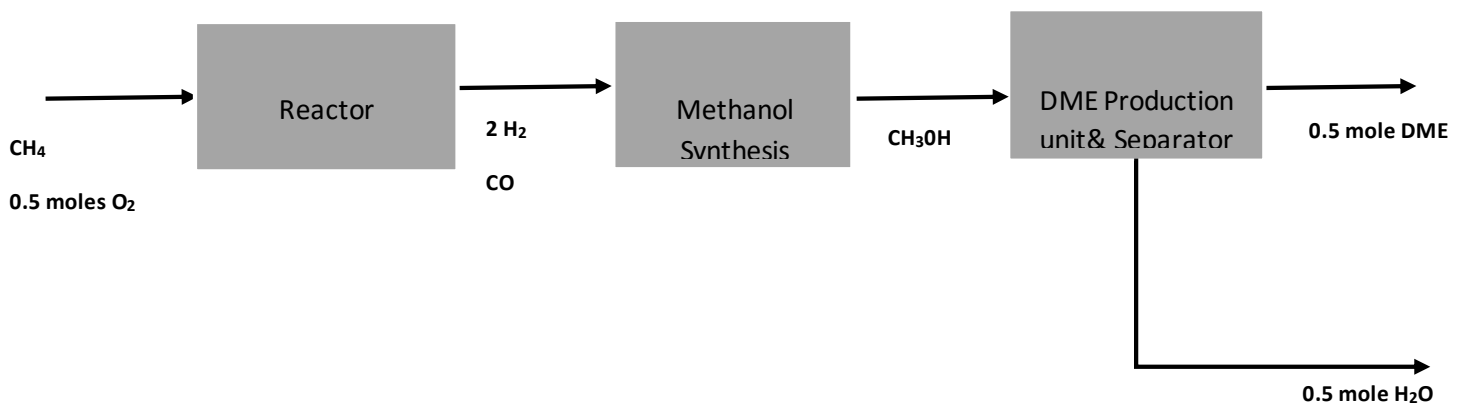 Reactor
CH₄
0.5 moles O₂
2 H₂
CO
Methanol
Synthesis
CH₃0H
DME Production
unit& Separator
0.5 mole DME
0.5 mole H₂O